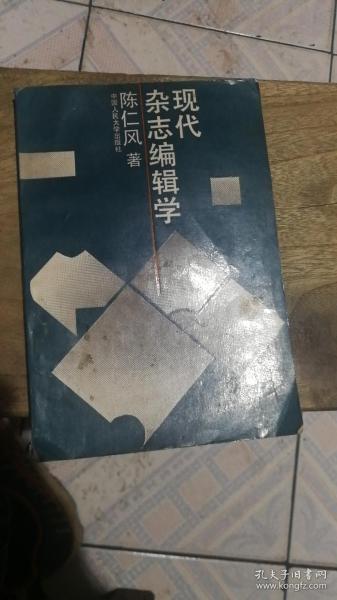 现代
杂志编辑学
陈仁风 著
中国人民大学出版社
孔夫子旧书网
www.kongfz.com